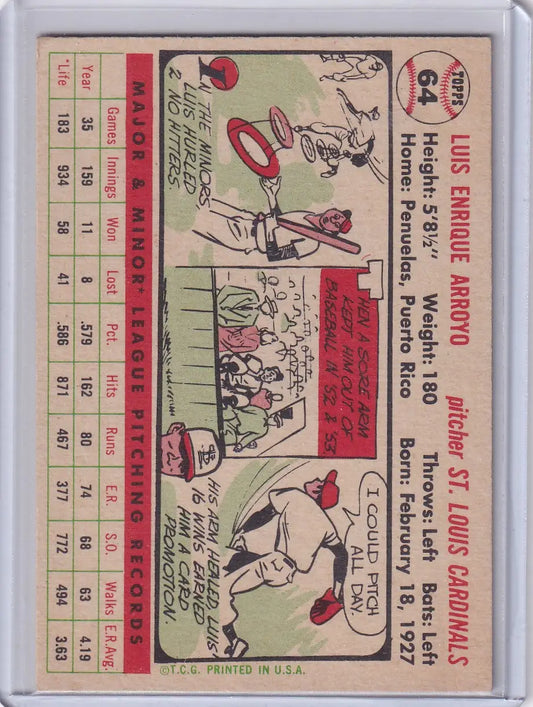 TOPPS
64
LUIS ENRIQUE ARROYO pitcher ST. LOUIS CARDINALS
Height: 5'8½" Weight: 180 Throws: Left Bats: Left
Home: Penuelas, Puerto Rico Born: February 18, 1927
IN THE MINORS
LUIS HURLED
2 NO HITTERS
HEN A SORE ARM
KEPT HIM OUT OF
BASEBALL IN '52 & '53
I COULD PITCH
ALL DAY.
HIS ARM HEALED, LUIS'
16 WINS EARNED
HIM A CARD
PROMOTION
MAJOR & MINOR* LEAGUE PITCHING RECORDS
Games Innings Won Lost Pct. Hits Runs E.R. S.O. Walks E.R.Avg.
Year 35 159 11 8 .579 162 80 74 68 63 4.19
*Life 183 934 58 41 .586 871 467 377 772 494 3.63
©T.C.G. PRINTED IN U.S.A.